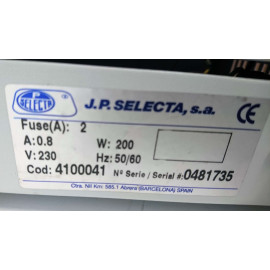 SELECTA
J.P. SELECTA, s.a.
CE
Fuse(A): 2
A: 0.8 W: 200
V: 230 Hz: 50/60
Cod: 4100041 Nº Serie / Serial #: 0481735
Ctra. NII Km: 585.1 Abrera (BARCELONA) SPAIN